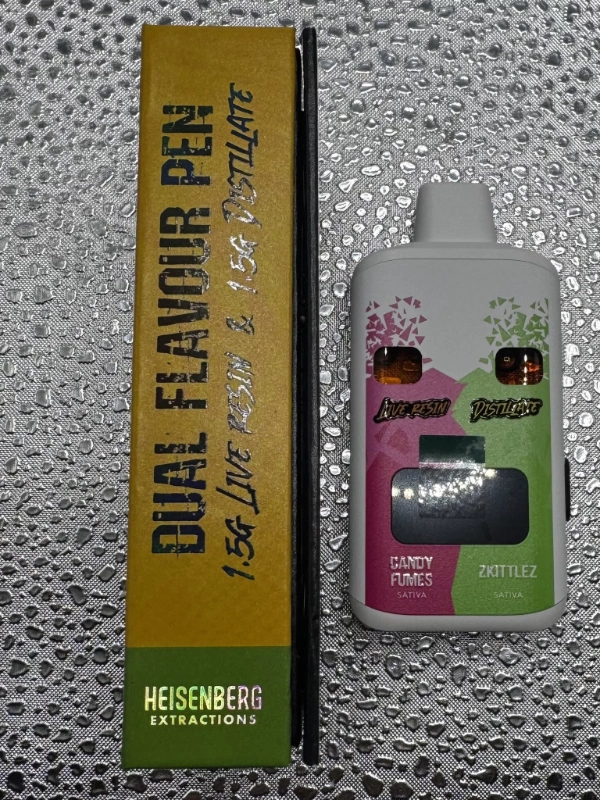 DUAL FLAVOUR PEN
1.5G LIVE RESIN & 1.5G DISTILLATE
HEISENBERG
EXTRACTIONS
LIVE RESIN
DISTILLATE
CANDY
FUMES
SATIVA
ZKITTLEZ
SATIVA